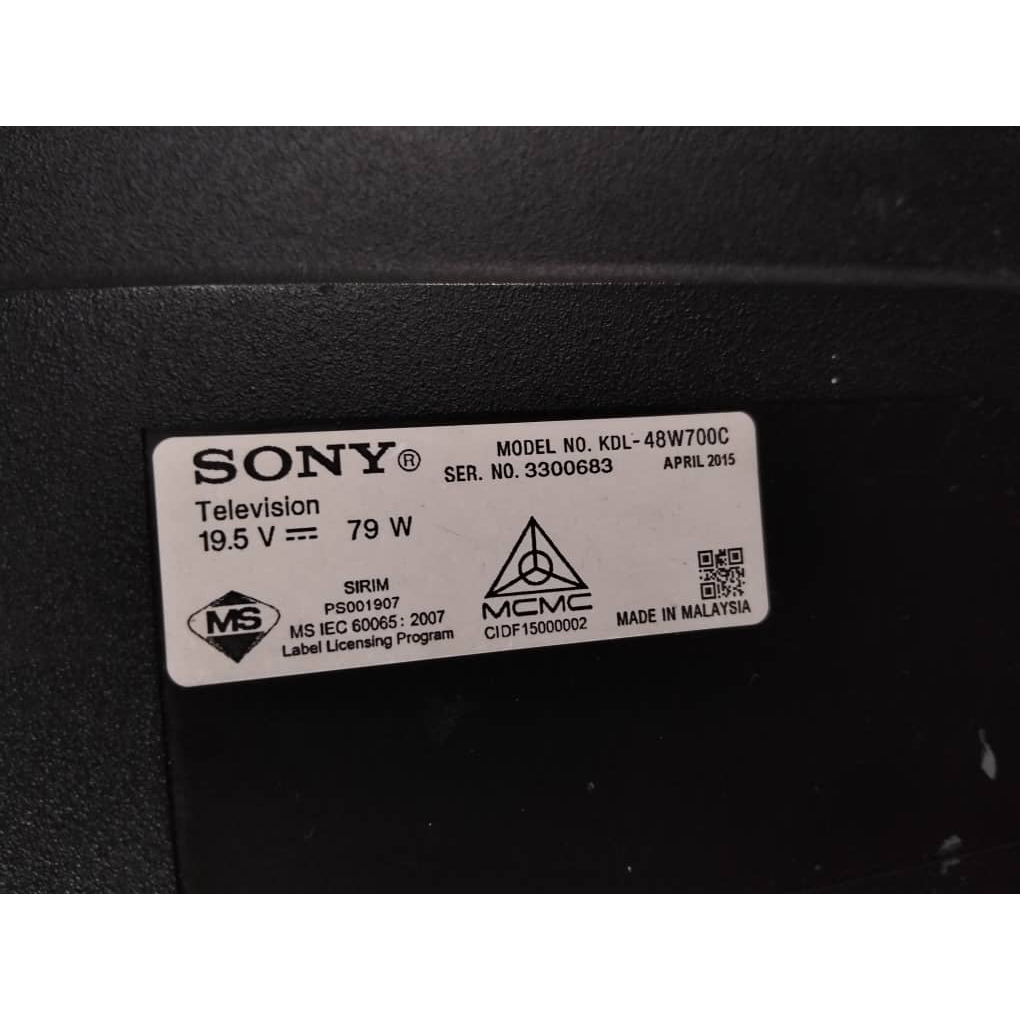 SONY®
MODEL NO. KDL-48W700C
SER. NO. 3300683
APRIL 2015
Television
19.5 V ⎓ 79 W
MS
SIRIM
PS001907
MS IEC 60065 : 2007
Label Licensing Program
MCMC
CIDF15000002
MADE IN MALAYSIA